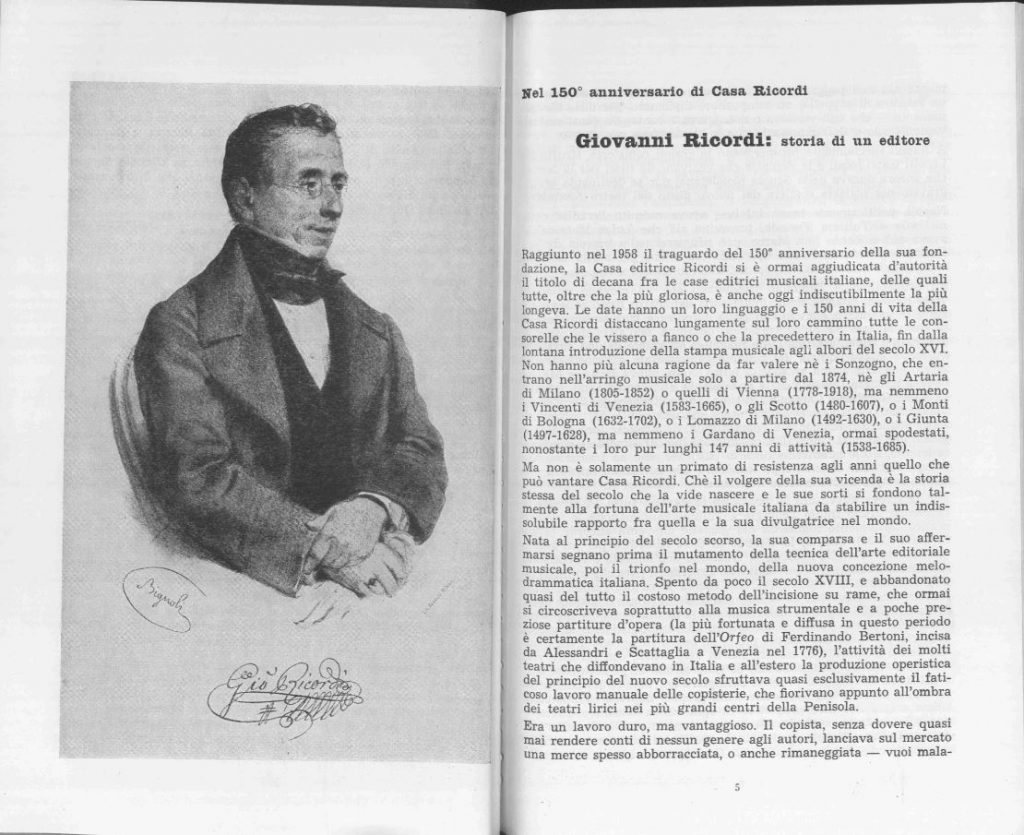 Bignoli
Gio Ricordi
Nel 150° anniversario di Casa Ricordi
Giovanni Ricordi: storia di un editore
Raggiunto nel 1958 il traguardo del 150° anniversario della sua fon-
dazione, la Casa editrice Ricordi si è ormai aggiudicata d'autorità
il titolo di decana fra le case editrici musicali italiane, delle quali
tutte, oltre che la più gloriosa, è anche oggi indiscutibilmente la più
longeva. Le date hanno un loro linguaggio e i 150 anni di vita della
Casa Ricordi distaccano lungamente sul loro cammino tutte le con-
sorelle che le vissero a fianco o che la precedettero in Italia, fin dalla
lontana introduzione della stampa musicale agli albori del secolo XVI.
Non hanno più alcuna ragione da far valere nè i Sonzogno, che en-
trano nell'arringo musicale solo a partire dal 1874, nè gli Artaria
di Milano (1805-1852) o quelli di Vienna (1778-1918), ma nemmeno
i Vincenti di Venezia (1583-1665), o gli Scotto (1480-1607), o i Monti
di Bologna (1632-1702), o i Lomazzo di Milano (1492-1630), o i Giunta
(1497-1628), ma nemmeno i Gardano di Venezia, ormai spodestati,
nonostante i loro pur lunghi 147 anni di attività (1538-1685).
Ma non è solamente un primato di resistenza agli anni quello che
può vantare Casa Ricordi. Chè il volgere della sua vicenda è la storia
stessa del secolo che la vide nascere e le sue sorti si fondono tal-
mente alla fortuna dell'arte musicale italiana da stabilire un indis-
solubile rapporto fra quella e la sua divulgatrice nel mondo.
Nata al principio del secolo scorso, la sua comparsa e il suo affer-
marsi segnano prima il mutamento della tecnica dell'arte editoriale
musicale, poi il trionfo nel mondo, della nuova concezione melo-
drammatica italiana. Spento da poco il secolo XVIII, e abbandonato
quasi del tutto il costoso metodo dell'incisione su rame, che ormai
si circoscriveva soprattutto alla musica strumentale e a poche pre-
ziose partiture d'opera (la più fortunata e diffusa in questo periodo
è certamente la partitura dell'Orfeo di Ferdinando Bertoni, incisa
da Alessandri e Scattaglia a Venezia nel 1776), l'attività dei molti
teatri che diffondevano in Italia e all'estero la produzione operistica
del principio del nuovo secolo sfruttava quasi esclusivamente il fati-
coso lavoro manuale delle copisterie, che fiorivano appunto all'ombra
dei teatri lirici nei più grandi centri della Penisola.
Era un lavoro duro, ma vantaggioso. Il copista, senza dovere quasi
mai rendere conti di nessun genere agli autori, lanciava sul mercato
una merce spesso abborracciata, o anche rimaneggiata — vuoi mala-
5